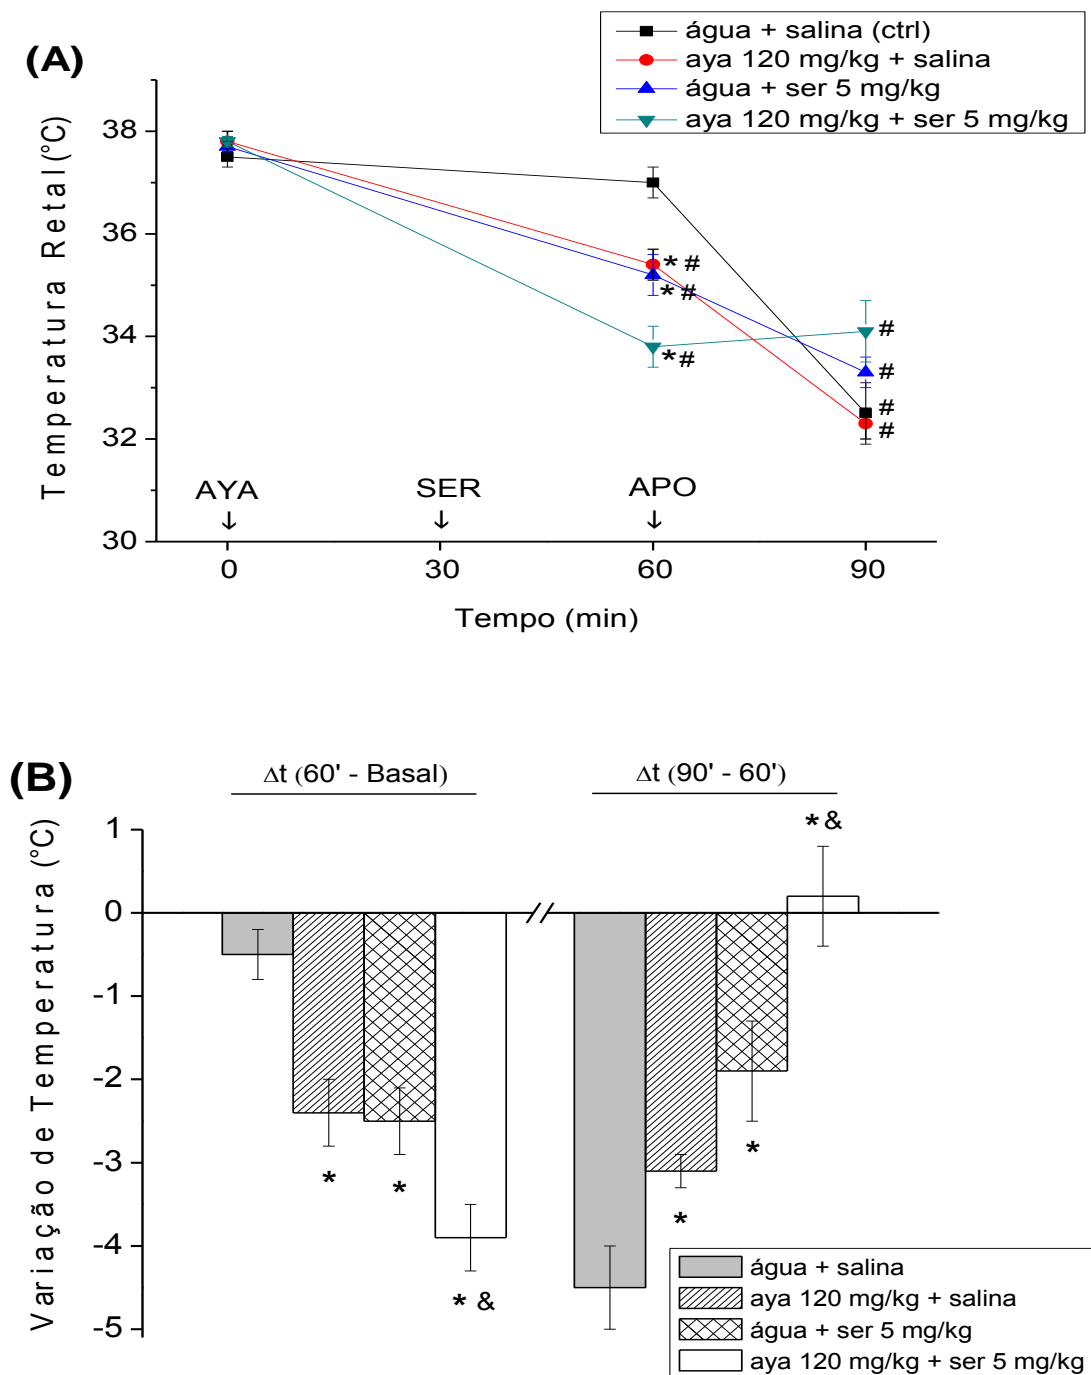 (A)
água + salina (ctrl)
aya 120 mg/kg + salina
água + ser 5 mg/kg
aya 120 mg/kg + ser 5 mg/kg
Temperatura Retal (°C)
38
36
34
32
30
* #
* #
* #
#
#
#
#
AYA
SER
APO
0
30
60
90
Tempo (min)
(B)
Δt (60' - Basal)
Δt (90' - 60')
Variação de Temperatura (°C)
1
0
-1
-2
-3
-4
-5
*
*
* &
*
*
* &
água + salina
aya 120 mg/kg + salina
água + ser 5 mg/kg
aya 120 mg/kg + ser 5 mg/kg